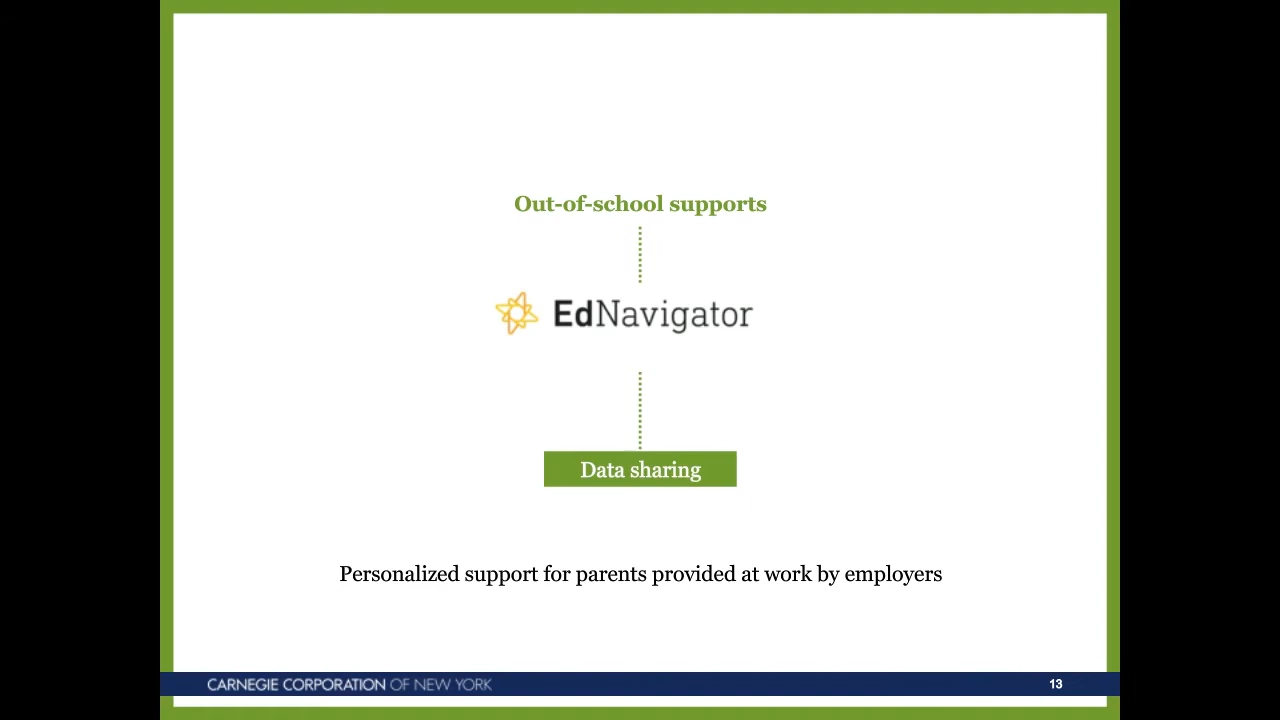 Out-of-school supports
EdNavigator
Data sharing
Personalized support for parents provided at work by employers
CARNEGIE CORPORATION OF NEW YORK
13